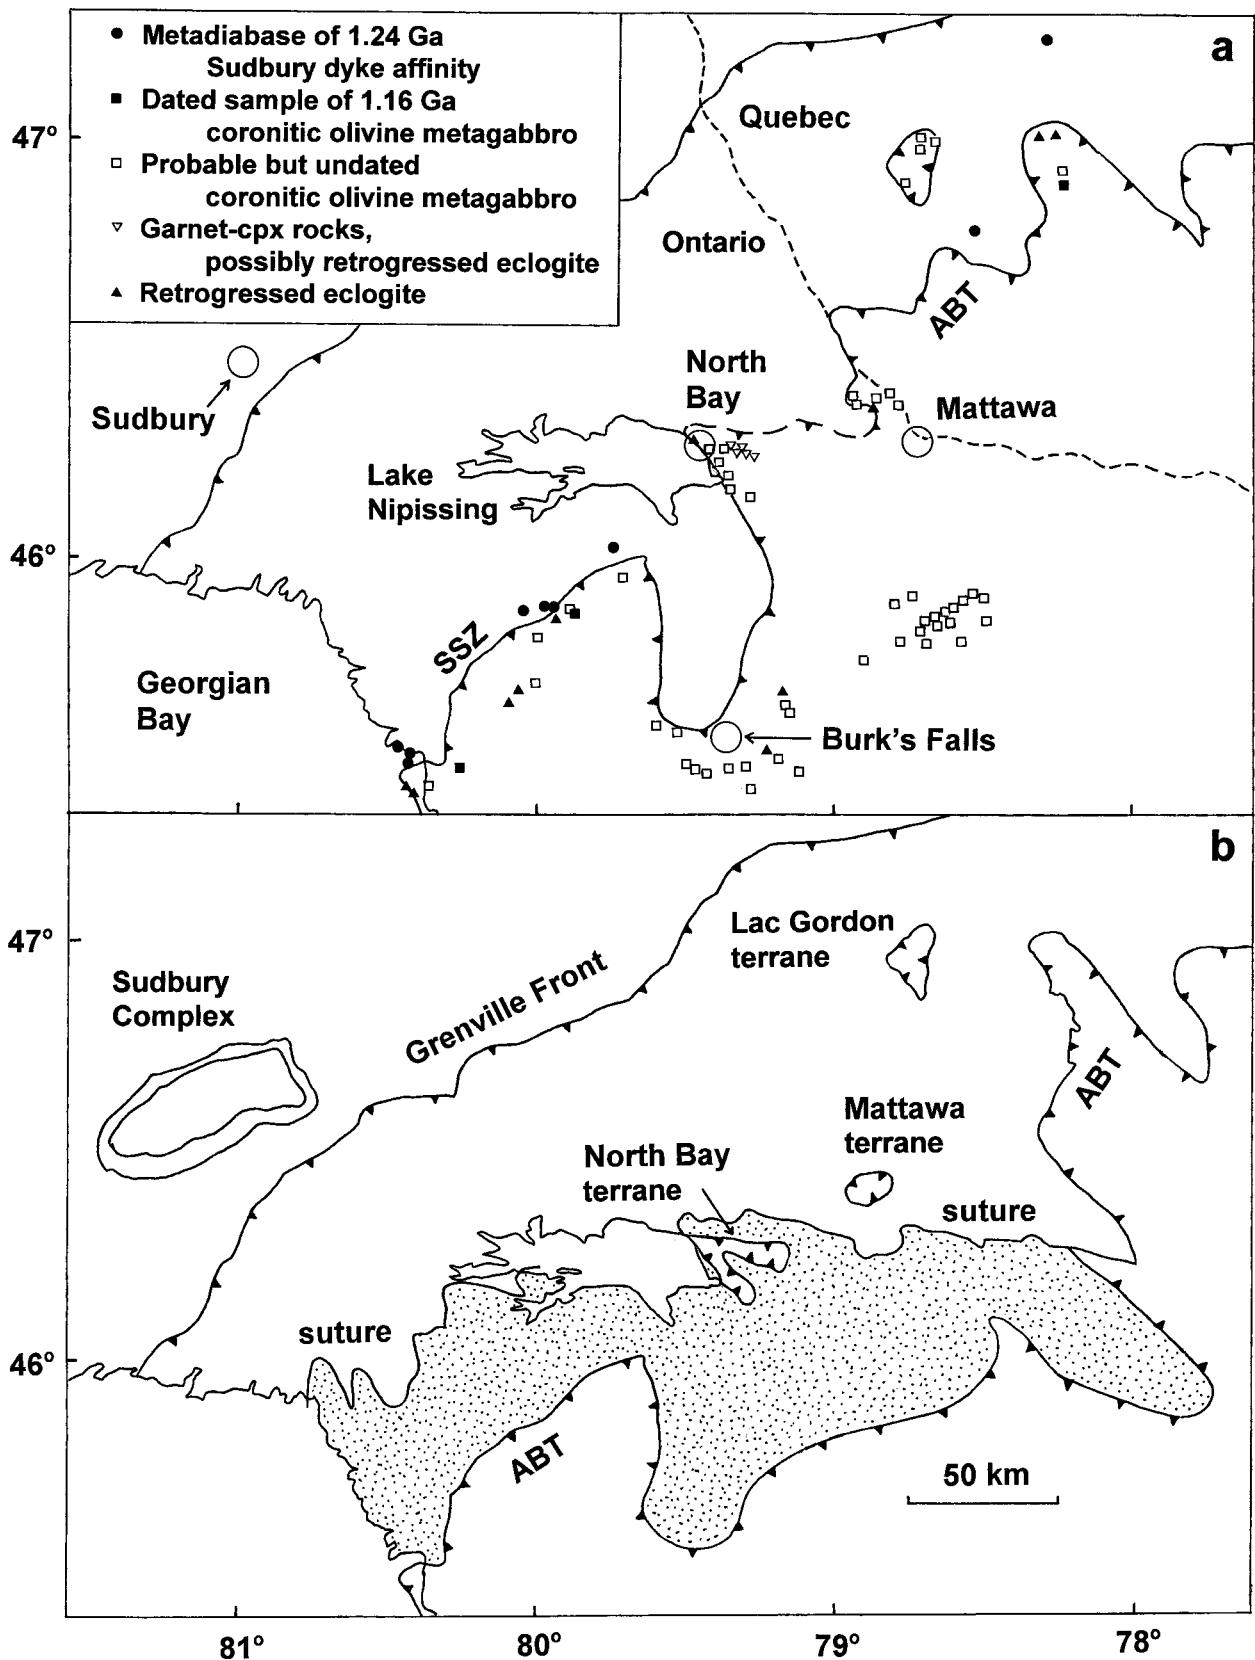 Metadiabase of 1.24 Ga
Sudbury dyke affinity
Dated sample of 1.16 Ga
coronitic olivine metagabbro
Probable but undated
coronitic olivine metagabbro
Garnet-cpx rocks,
possibly retrogressed eclogite
Retrogressed eclogite
a
47°
Quebec
Ontario
ABT
North
Bay
Sudbury
Mattawa
Lake
Nipissing
46°
SSZ
Georgian
Bay
Burk's Falls
b
47°
Lac Gordon
terrane
Sudbury
Complex
Grenville Front
ABT
Mattawa
terrane
North Bay
terrane
suture
suture
46°
ABT
50 km
81°
80°
79°
78°